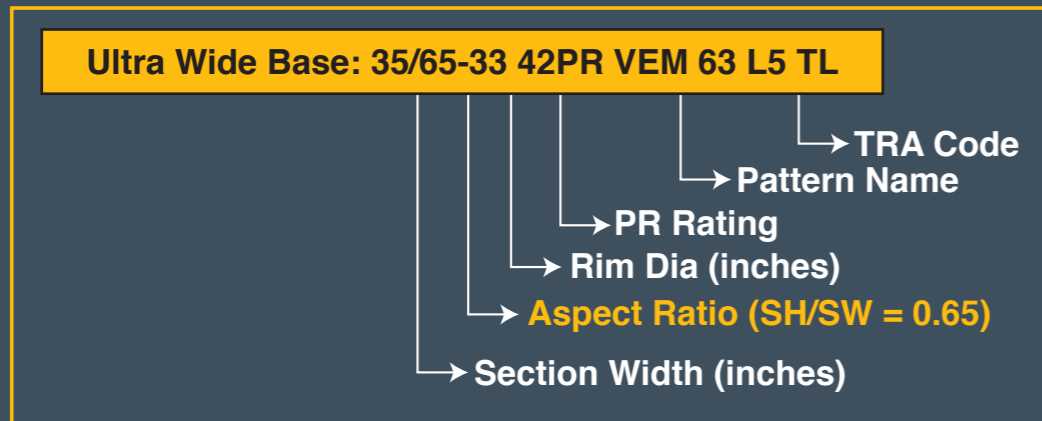 Ultra Wide Base: 35/65-33 42PR VEM 63 L5 TL
TRA Code
Pattern Name
PR Rating
Rim Dia (inches)
Aspect Ratio (SH/SW = 0.65)
Section Width (inches)